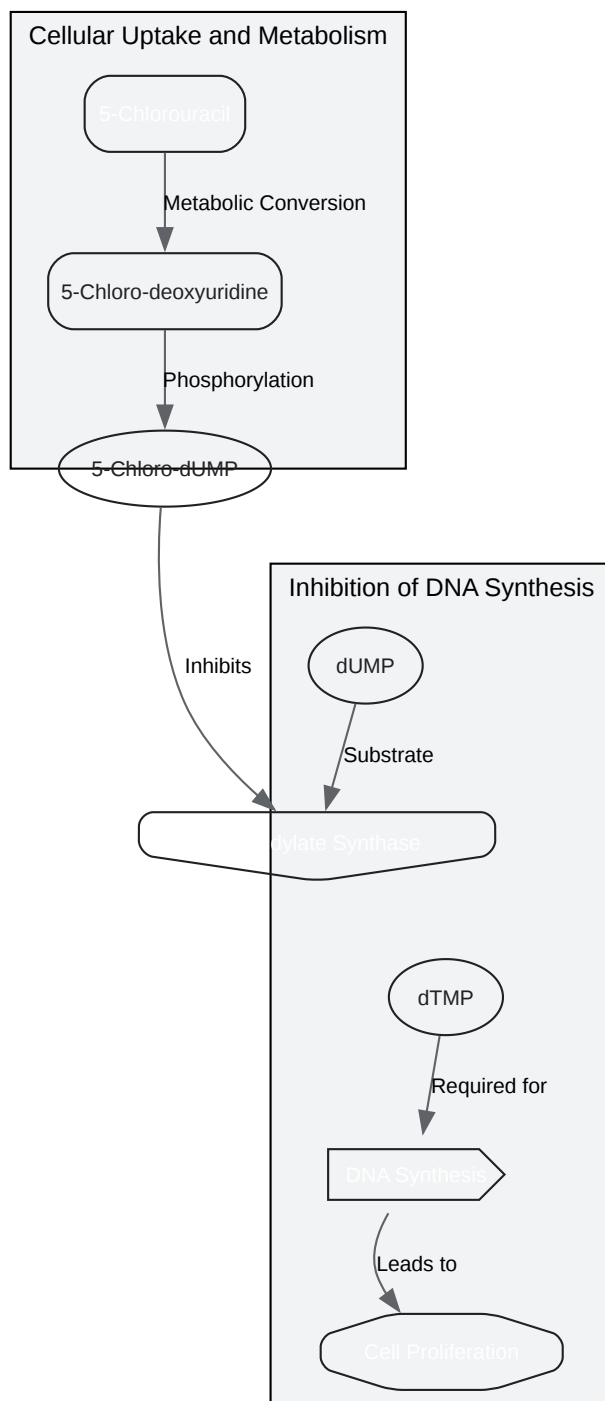 Cellular Uptake and Metabolism
5-Chlorouracil
Metabolic Conversion
5-Chloro-deoxyuridine
Phosphorylation
5-Chloro-dUMP
Inhibition of DNA Synthesis
dUMP
Inhibits
Substrate
dylate Synthase
dTMP
Required for
DNA Synthesis
Leads to
Cell Proliferation